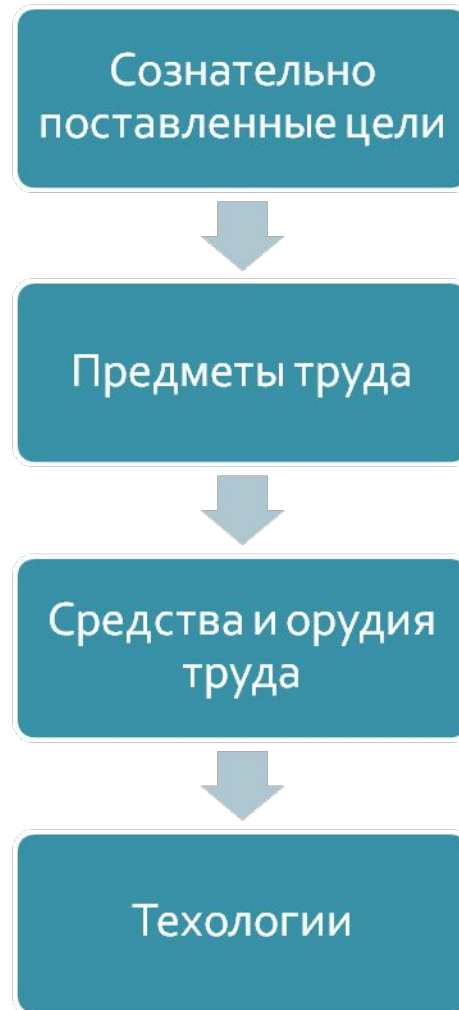 Сознательно
поставленные цели
Предметы труда
Средства и орудия
труда
Техологии